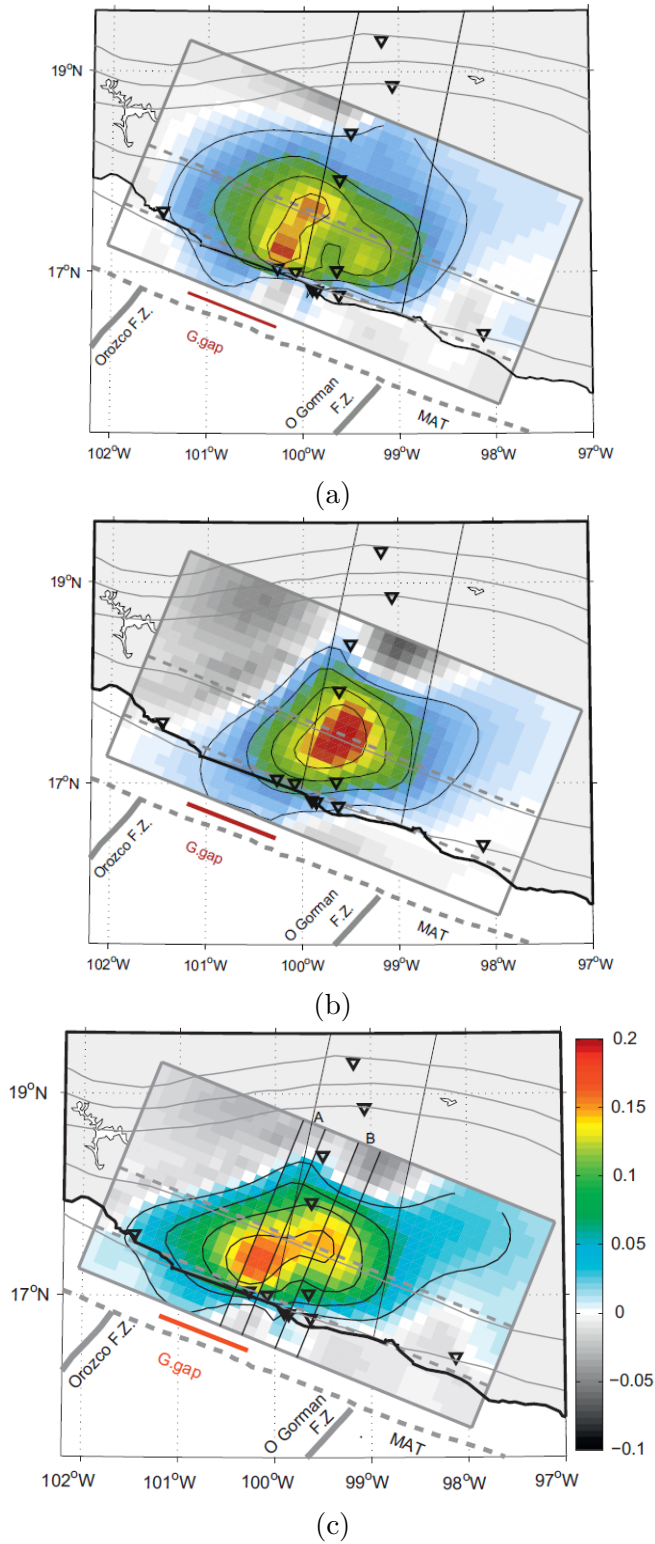 19°N
17°N
Orozco F.Z.
G.gap
O Gorman
F.Z.
MAT
102°W 101°W 100°W 99°W 98°W 97°W
(a)
19°N
17°N
Orozco F.Z.
G.gap
O Gorman
F.Z.
MAT
102°W 101°W 100°W 99°W 98°W 97°W
(b)
0.2
19°N
A
0.15
B
0.1
0.05
17°N
0
Orozco F.Z.
G.gap
−0.05
O Gorman
F.Z
MAT
−0.1
102°W 101°W 100°W 99°W 98°W 97°W
(c)